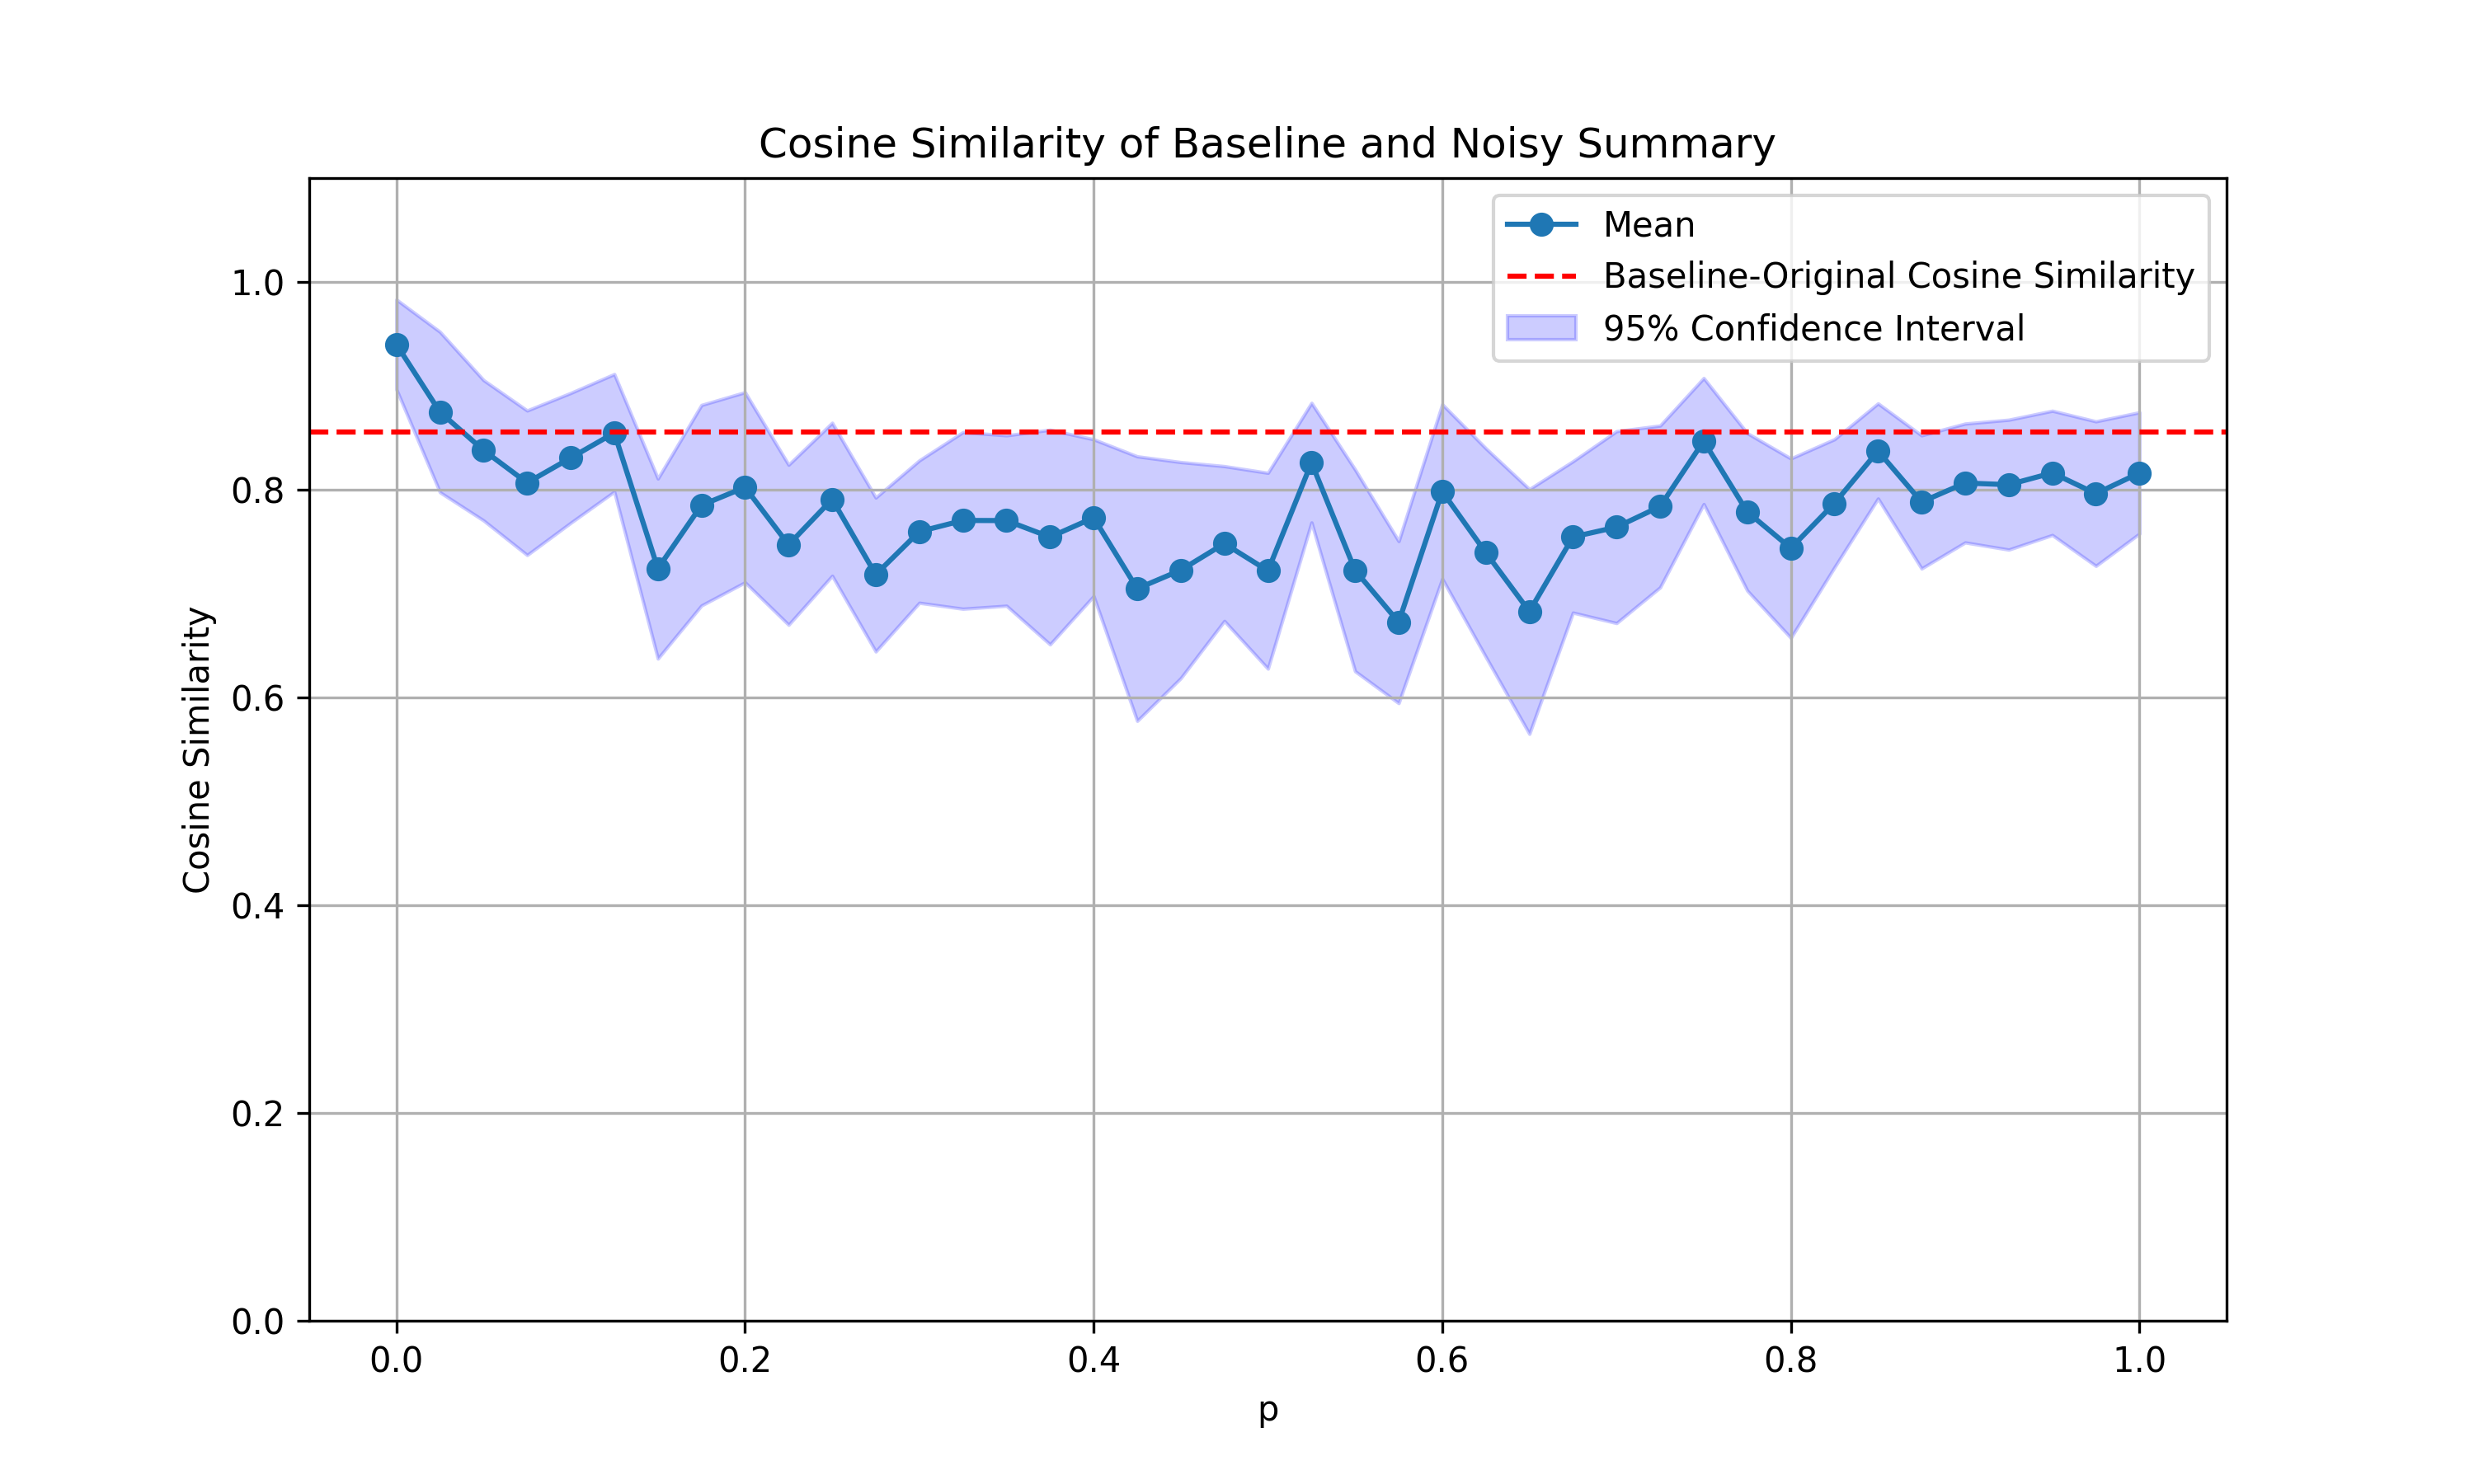 Cosine Similarity of Baseline and Noisy Summary
Mean
Baseline-Original Cosine Similarity
95% Confidence Interval
Cosine Similarity
1.0
0.8
0.6
0.4
0.2
0.0
0.0
0.2
0.4
0.6
0.8
1.0
p